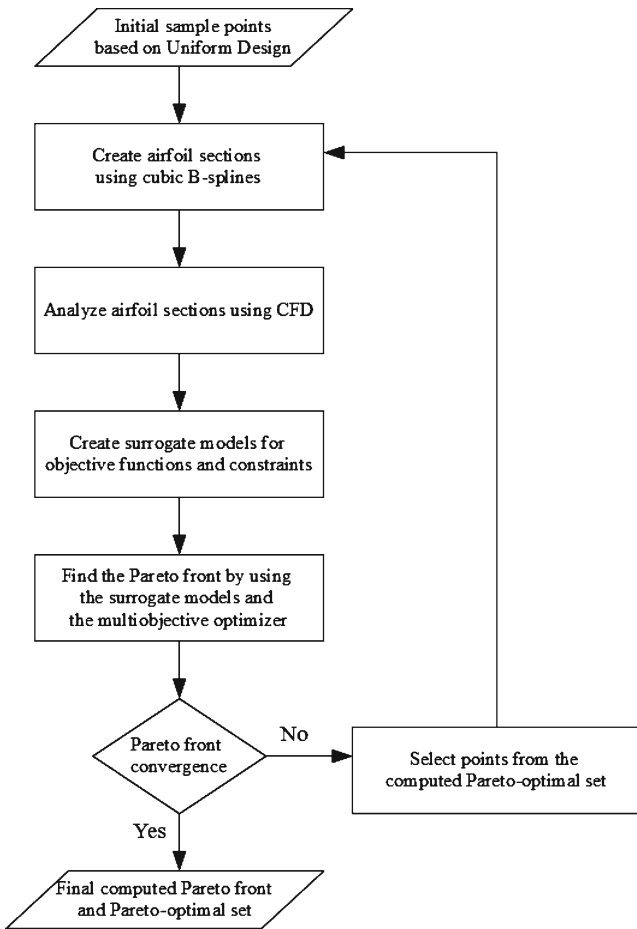 Initial sample points
based on Uniform Design
Create airfoil sections
using cubic B-splines
Analyze airfoil sections using CFD
Create surrogate models for
objective functions and constraints
Find the Pareto front by using
the surrogate models and
the multiobjective optimizer
Pareto front
convergence
No
Select points from the
computed Pareto-optimal set
Yes
Final computed Pareto front
and Pareto-optimal set